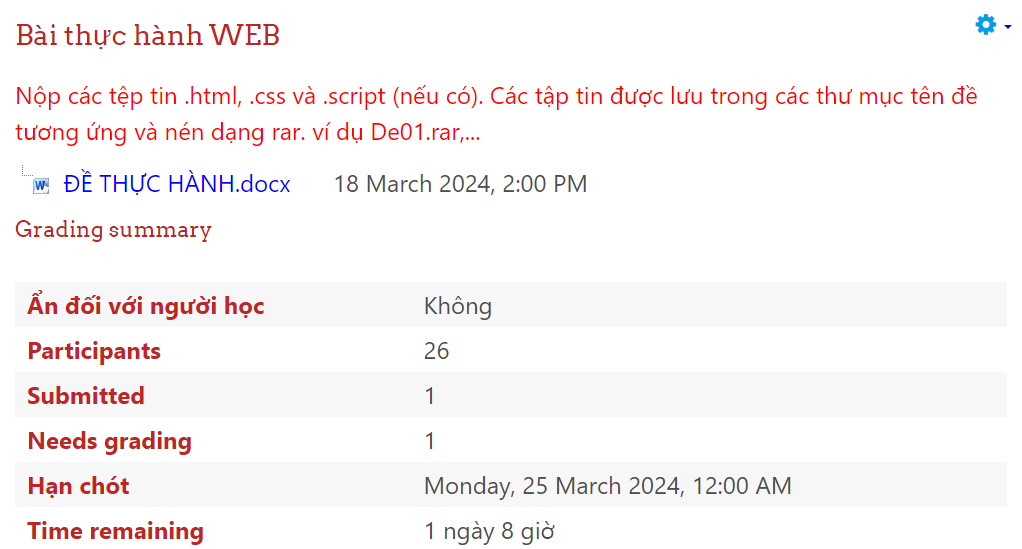 Bài thực hành WEB
Nộp các tệp tin .html, .css và .script (nếu có). Các tập tin được lưu trong các thư mục tên đề
tương ứng và nén dạng rar. ví dụ De01.rar,...
ĐỀ THỰC HÀNH.docx 18 March 2024, 2:00 PM
Grading summary
Ẩn đối với người học Không
Participants 26
Submitted 1
Needs grading 1
Hạn chót Monday, 25 March 2024, 12:00 AM
Time remaining 1 ngày 8 giờ